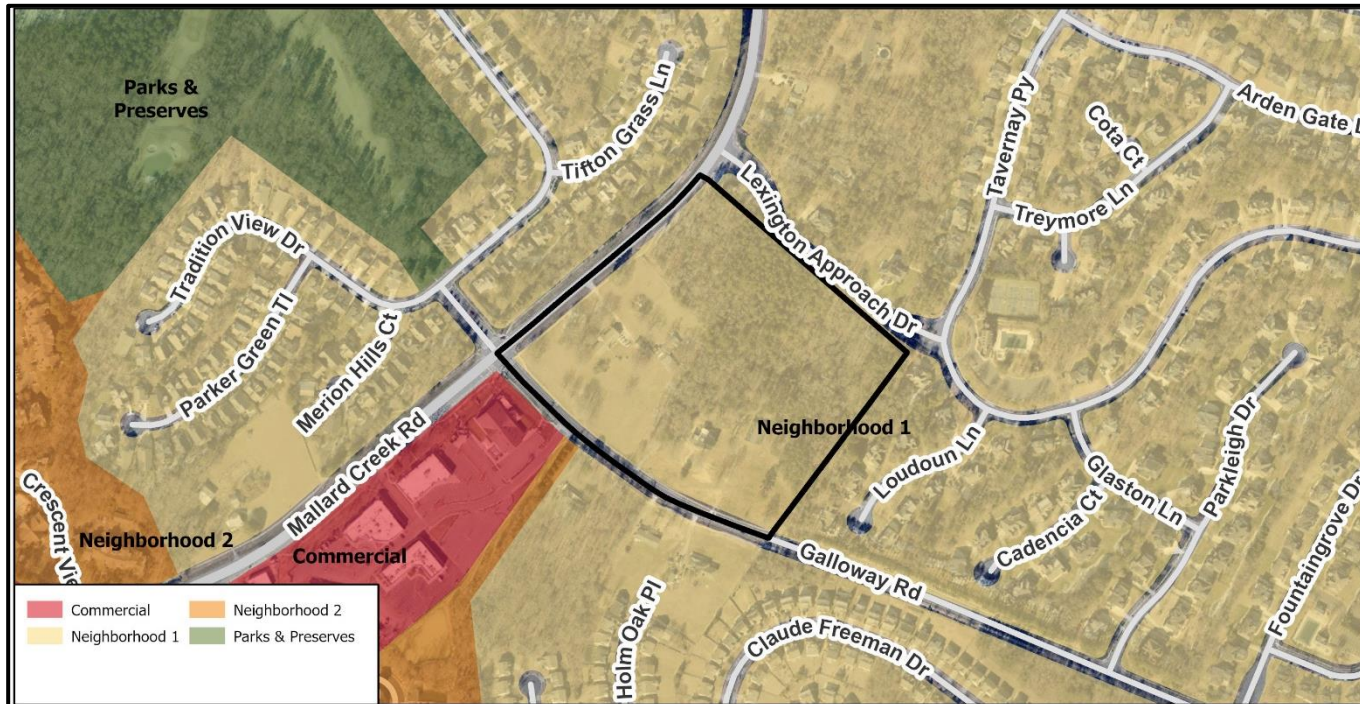 Parks &
Preserves
Tifton Grass Ln
Tavernay Py
Cota Ct
Arden Gate
Lexington Approach Dr
Treymore Ln
Tradition View Dr
Parker Green Tl
Merion Hills Ct
Mallard Creek Rd
Neighborhood 1
Loudoun Ln
Glaston Ln
Parkleigh Dr
Cadencia Ct
Fountaingrove Dr
Crescent Vie
Neighborhood 2
Commercial
Galloway Rd
Holm Oak Pl
Claude Freeman Dr
Commercial
Neighborhood 2
Neighborhood 1
Parks & Preserves